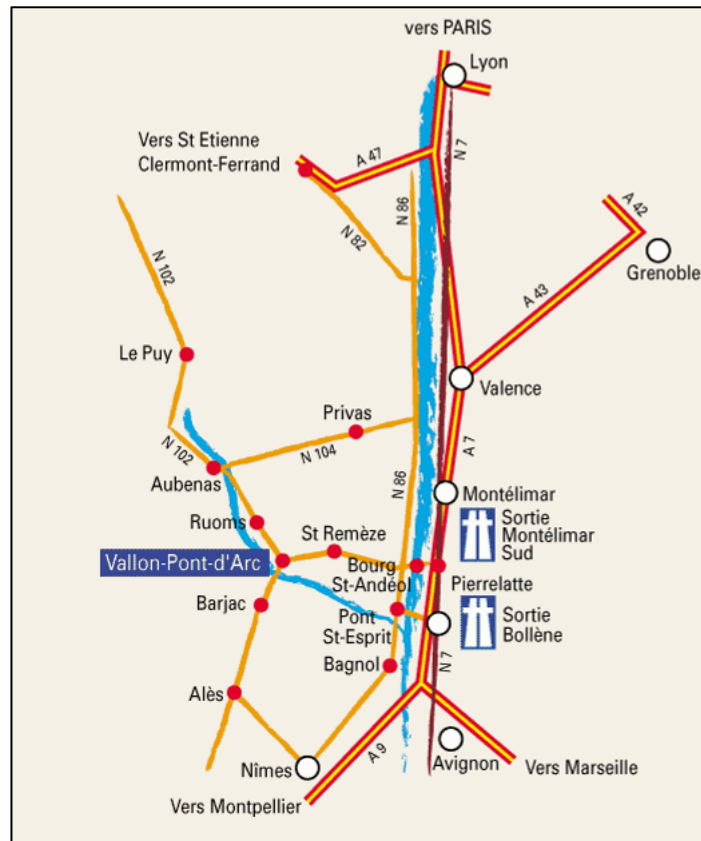 vers PARIS
Lyon
Vers St Etienne
Clermont-Ferrand
A 47
N 7
N 86
N 82
A 42
Grenoble
N 102
A 43
Le Puy
Valence
Privas
A 7
N 102
N 104
Aubenas
N 86
Montélimar
Ruoms
St Remèze
Sortie
Montélimar
Sud
Vallon-Pont-d'Arc
Bourg
St-Andéol
Pierrelatte
Barjac
Pont
St-Esprit
Sortie
Bollène
Bagnol
N 7
Alès
Nîmes
A 9
Avignon
Vers Marseille
Vers Montpellier